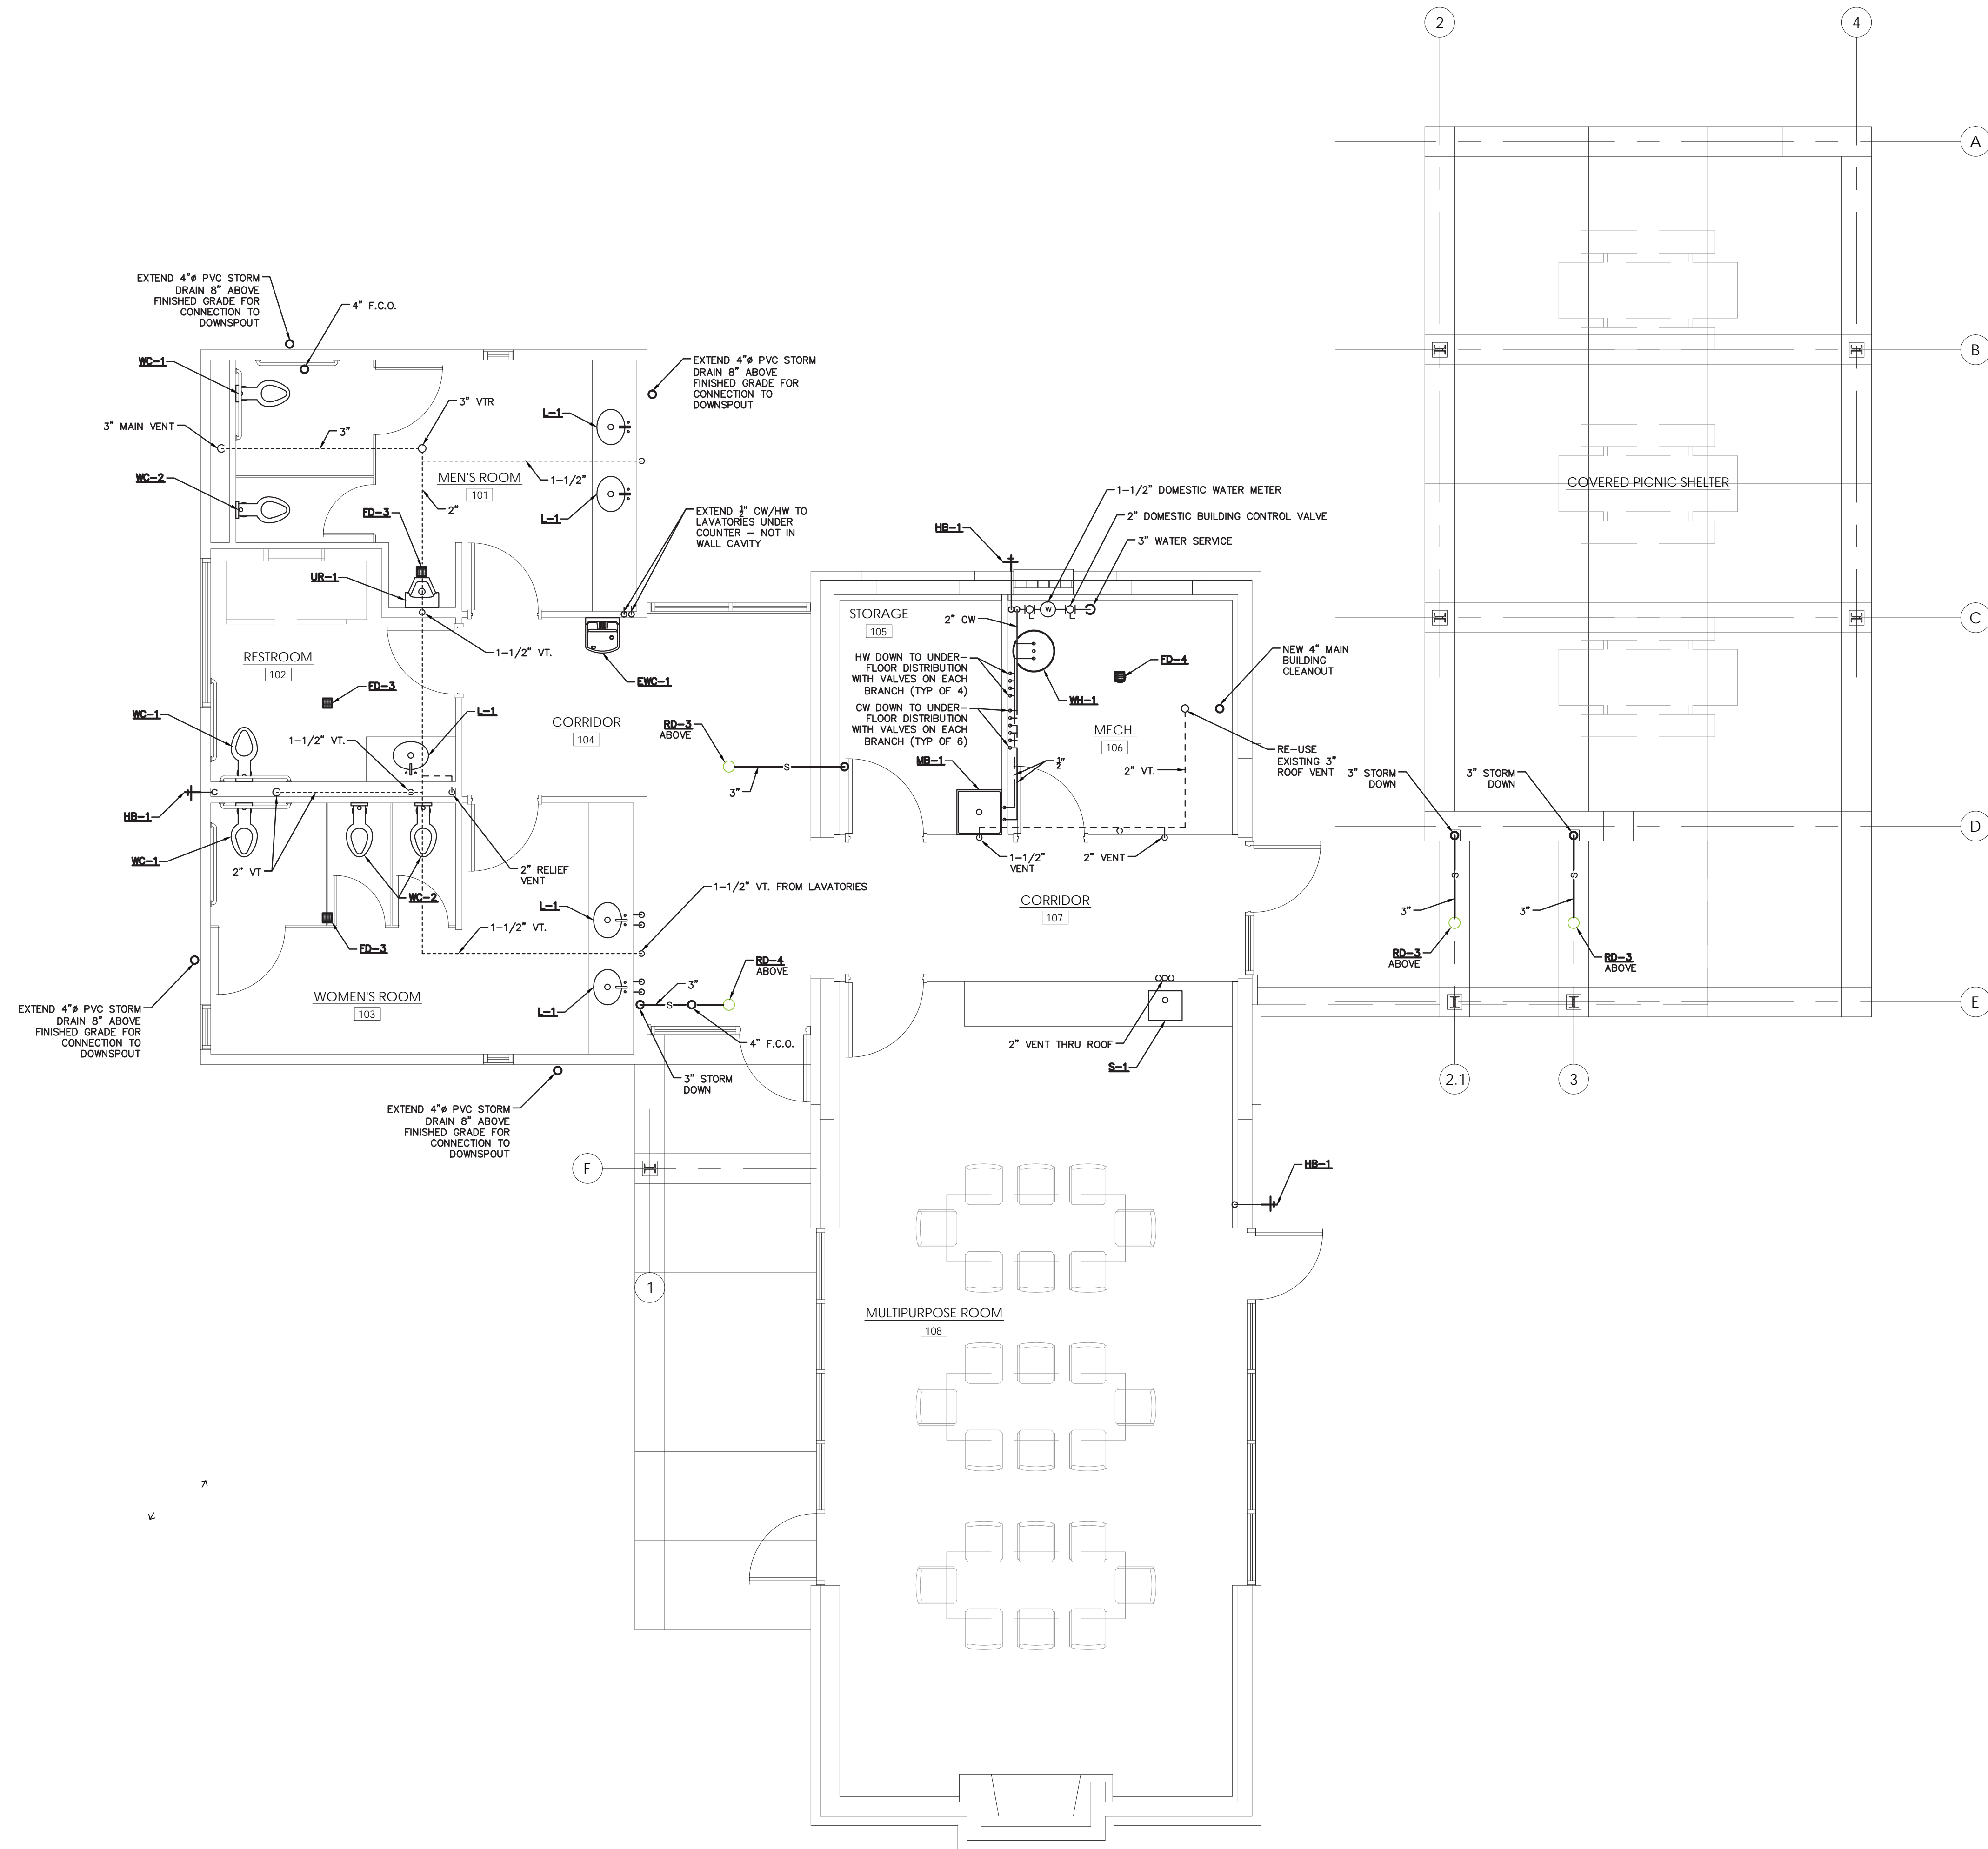 2
4
A
B
C
D
E
EXTEND 4"ø PVC STORM
DRAIN 8" ABOVE
FINISHED GRADE FOR
CONNECTION TO
DOWNSPOUT
4" F.C.O.
WC-1
3" MAIN VENT
3"
3" VTR
WC-2
L-1
EXTEND 4"ø PVC STORM
DRAIN 8" ABOVE
FINISHED GRADE FOR
CONNECTION TO
DOWNSPOUT
MEN'S ROOM
101
1-1/2"
2"
L-1
FD-3
UR-1
EXTEND ½" CW/HW TO
LAVATORIES UNDER
COUNTER - NOT IN
WALL CAVITY
1-1/2" VT.
EWC-1
RESTROOM
102
FD-3
WC-1
1-1/2" VT.
L-1
CORRIDOR
104
RD-3
ABOVE
S
3"
HB-1
WC-1
2" VT
WC-2
2" RELIEF
VENT
FD-3
1-1/2" VT.
L-1
1-1/2" VT. FROM LAVATORIES
WOMEN'S ROOM
103
L-1
3"
S
RD-4
ABOVE
4" F.C.O.
3" STORM
DOWN
EXTEND 4"ø PVC STORM
DRAIN 8" ABOVE
FINISHED GRADE FOR
CONNECTION TO
DOWNSPOUT
EXTEND 4"ø PVC STORM
DRAIN 8" ABOVE
FINISHED GRADE FOR
CONNECTION TO
DOWNSPOUT
HB-1
1-1/2" DOMESTIC WATER METER
2" DOMESTIC BUILDING CONTROL VALVE
3" WATER SERVICE
W
STORAGE
105
2" CW
HW DOWN TO UNDER-
FLOOR DISTRIBUTION
WITH VALVES ON EACH
BRANCH (TYP OF 4)
CW DOWN TO UNDER-
FLOOR DISTRIBUTION
WITH VALVES ON EACH
BRANCH (TYP OF 6)
WH-1
FD-4
NEW 4" MAIN
BUILDING
CLEANOUT
MECH.
106
MB-1
½"
2" VT.
RE-USE
EXISTING 3"
ROOF VENT
1-1/2"
VENT
2" VENT
CORRIDOR
107
2" VENT THRU ROOF
S-1
COVERED PICNIC SHELTER
3" STORM
DOWN
3" STORM
DOWN
S
S
3"
3"
RD-3
ABOVE
RD-3
ABOVE
2.1
3
F
1
HB-1
MULTIPURPOSE ROOM
108